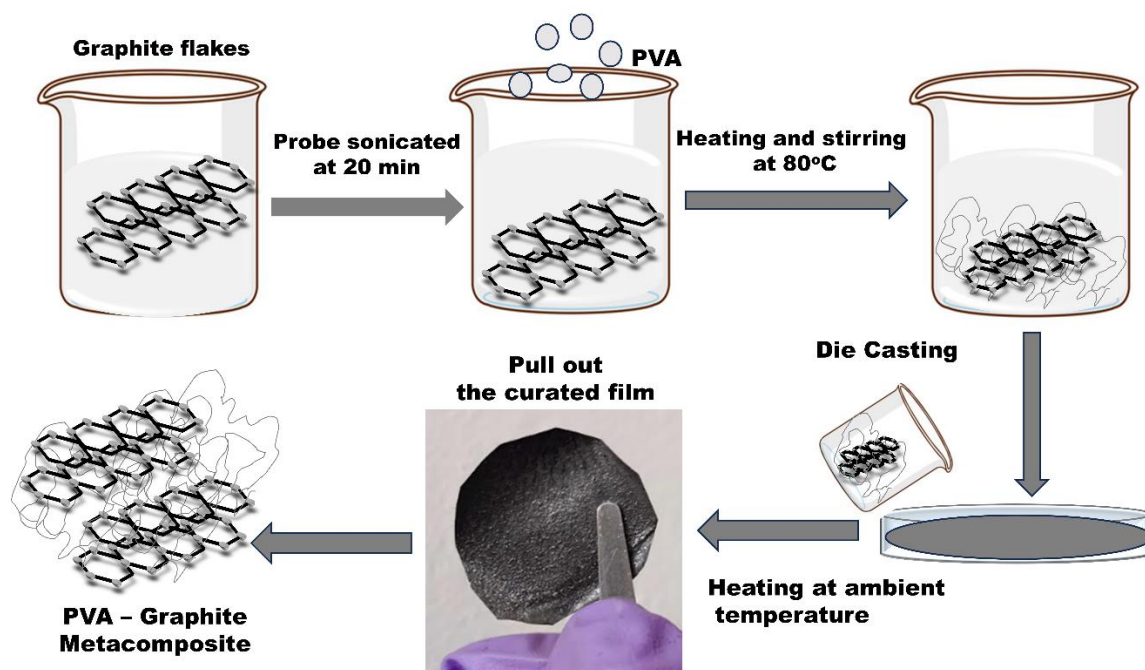 Graphite flakes
Probe sonicated
at 20 min
PVA
Heating and stirring
at 80°C
Die Casting
Heating at ambient
temperature
Pull out
the curated film
PVA – Graphite
Metacomposite